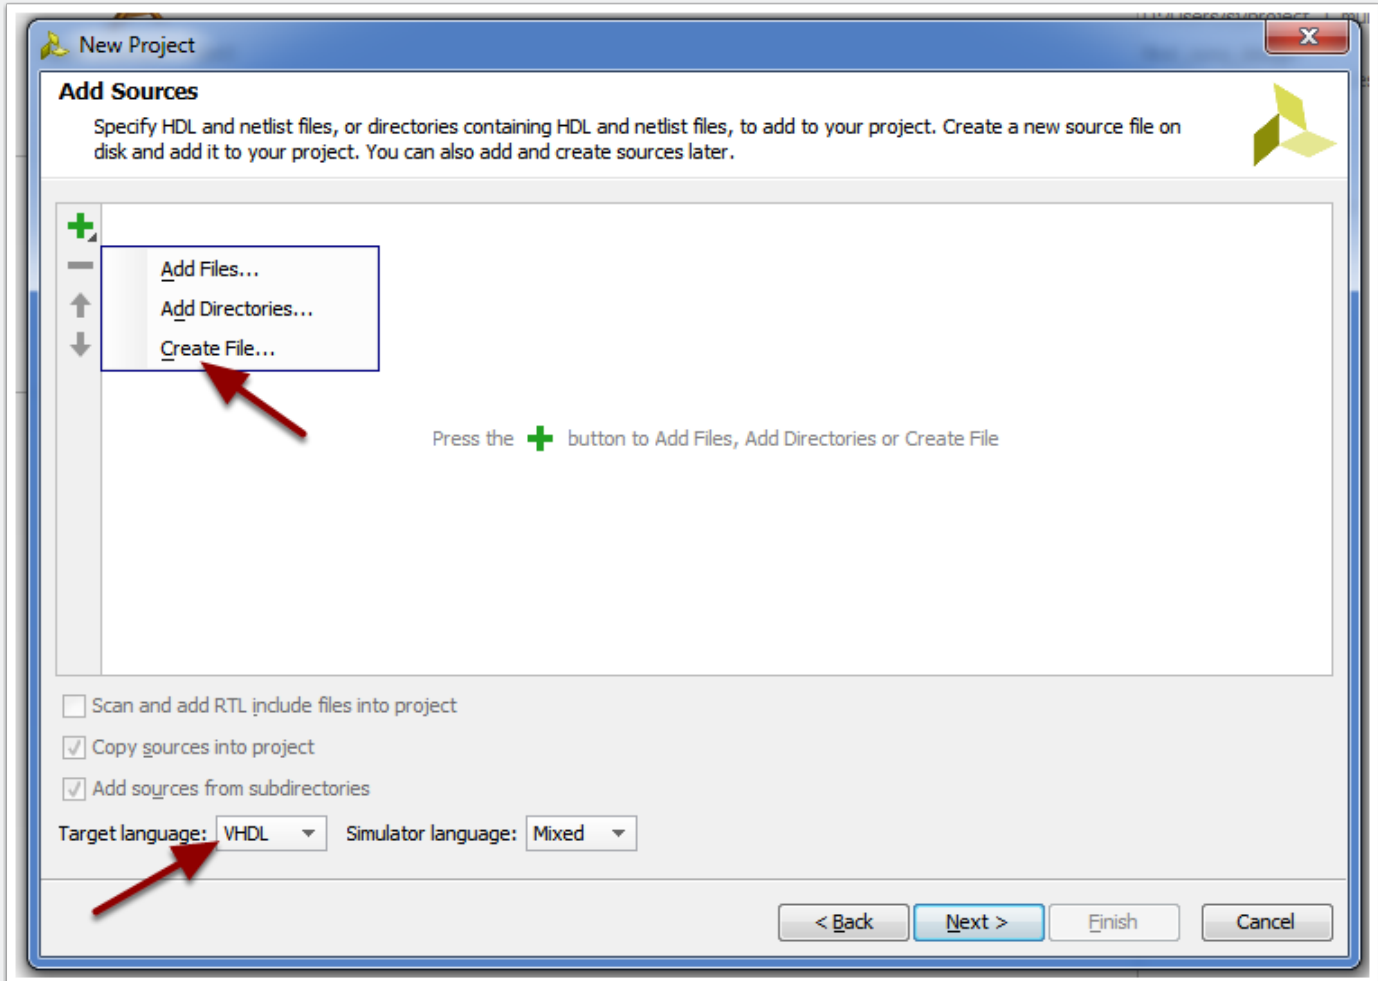 New Project
Add Sources
Specify HDL and netlist files, or directories containing HDL and netlist files, to add to your project. Create a new source file on
disk and add it to your project. You can also add and create sources later.
Add Files...
Add Directories...
Create File...
Press the button to Add Files, Add Directories or Create File
Scan and add RTL include files into project
Copy sources into project
Add sources from subdirectories
Target language: VHDL Simulator language: Mixed
< Back Next > Finish Cancel